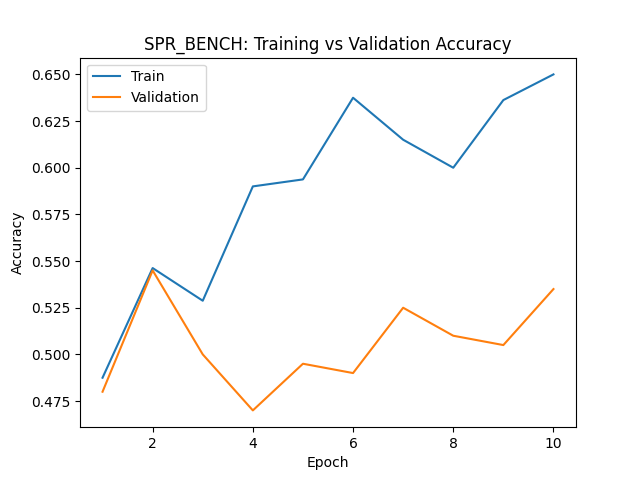 SPR_BENCH: Training vs Validation Accuracy
Train
Validation
Accuracy
0.650
0.625
0.600
0.575
0.550
0.525
0.500
0.475
2 4 6 8 10
Epoch